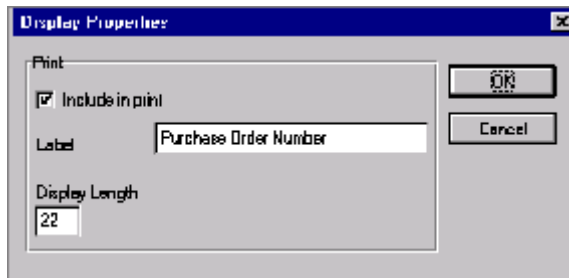 Display Properties
Print
Include in print
OK
Label
Purchase Order Number
Cancel
Display Length
22